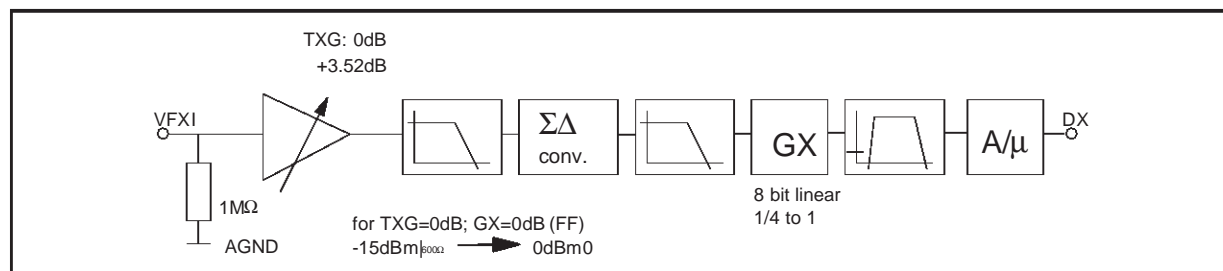 TXG: 0dB
+3.52dB
VFXI
ΣΔ
conv.
GX
A/μ
DX
8 bit linear
1/4 to 1
1MΩ
AGND
for TXG=0dB; GX=0dB (FF)
-15dBm|600Ω 0dBm0